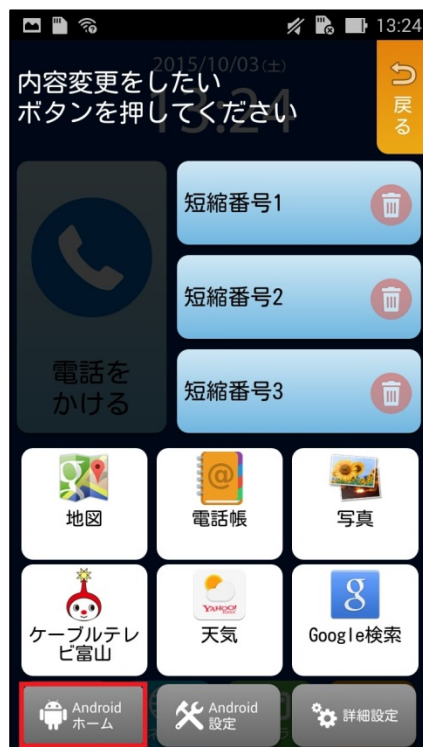 13:24
2015/10/03(土)
13:24
内容変更をしたい
ボタンを押してください
戻る
短縮番号1
短縮番号2
短縮番号3
電話を
かける
地図
電話帳
写真
ケーブルテレ
ビ富山
YAHOO!
天気
Google検索
Android
ホーム
Android
設定
詳細設定